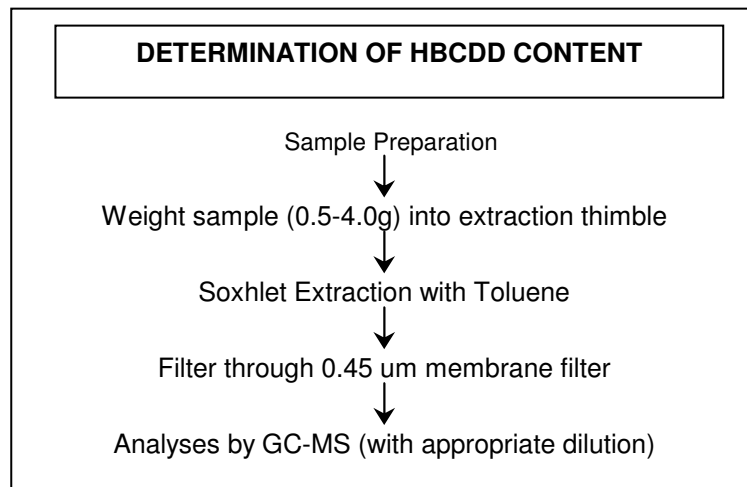 DETERMINATION OF HBCDD CONTENT
Sample Preparation
Weight sample (0.5-4.0g) into extraction thimble
Soxhlet Extraction with Toluene
Filter through 0.45 um membrane filter
Analyses by GC-MS (with appropriate dilution)